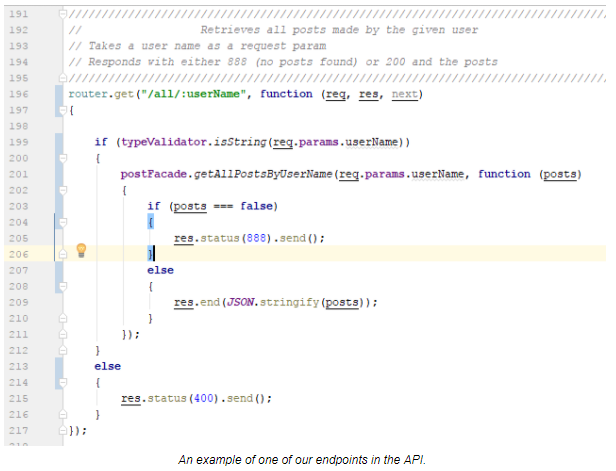 191 ////////////////////////////////////////////////////////////////////////////////
192 // Retrieves all posts made by the given user
193 // Takes a user name as a request param
194 // Responds with either 888 (no posts found) or 200 and the posts
195 ////////////////////////////////////////////////////////////////////////////////
196 router.get("/all/:userName", function (req, res, next)
197 {
198
199 if (typeValidator.isString(req.params.userName))
200 {
201 postFacade.getAllPostsByUserName(req.params.userName, function (posts)
202 {
203 if (posts === false)
204 {
205 res.status(888).send();
206 }
207 else
208 {
209 res.end(JSON.stringify(posts));
210 }
211 });
212 }
213 else
214 {
215 res.status(400).send();
216 }
217 });
An example of one of our endpoints in the API.